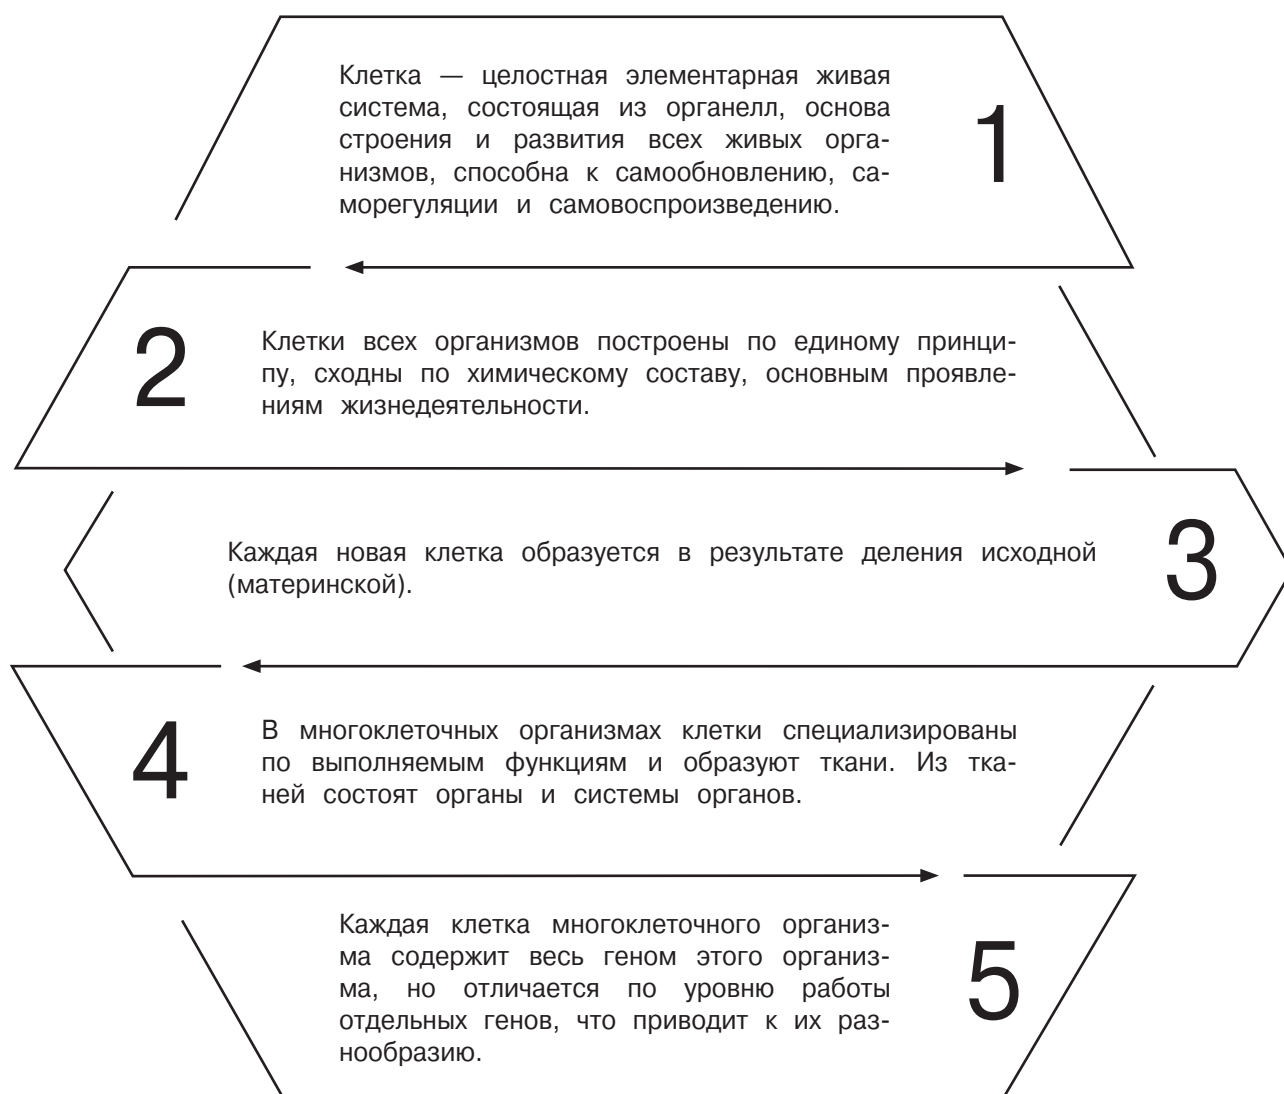 Клетка — целостная элементарная живая
система, состоящая из органелл, основа
строения и развития всех живых орга-
низмов, способна к самообновлению, са-
морегуляции и самовоспроизведению.
1
2
Клетки всех организмов построены по единому принци-
пу, сходны по химическому составу, основным проявле-
ниям жизнедеятельности.
Каждая новая клетка образуется в результате деления исходной
(материнской).
3
4
В многоклеточных организмах клетки специализированы
по выполняемым функциям и образуют ткани. Из тка-
ней состоят органы и системы органов.
Каждая клетка многоклеточного организ-
ма содержит весь геном этого организ-
ма, но отличается по уровню работы
отдельных генов, что приводит к их раз-
нообразию.
5